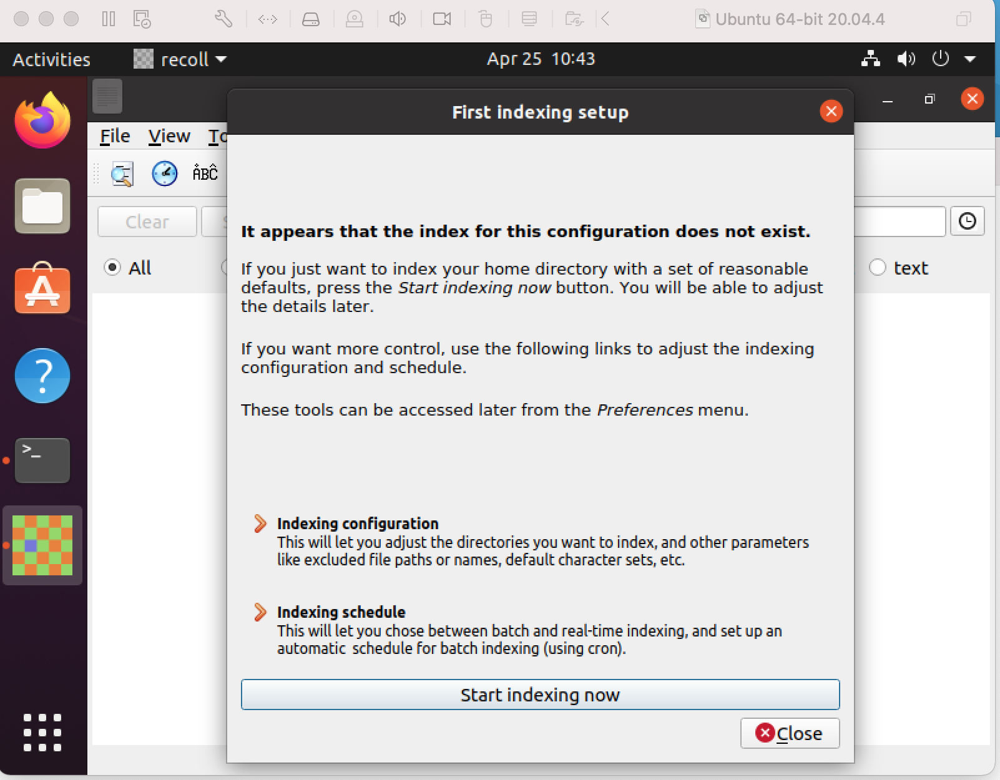 Ubuntu 64-bit 20.04.4
Activities
recoll
Apr 25 10:43
First indexing setup
File View
ÅBĈ
Clear
All
text
It appears that the index for this configuration does not exist.
If you just want to index your home directory with a set of reasonable
defaults, press the Start indexing now button. You will be able to adjust
the details later.
If you want more control, use the following links to adjust the indexing
configuration and schedule.
These tools can be accessed later from the Preferences menu.
Indexing configuration
This will let you adjust the directories you want to index, and other parameters
like excluded file paths or names, default character sets, etc.
Indexing schedule
This will let you chose between batch and real-time indexing, and set up an
automatic  schedule for batch indexing (using cron).
Start indexing now
Close